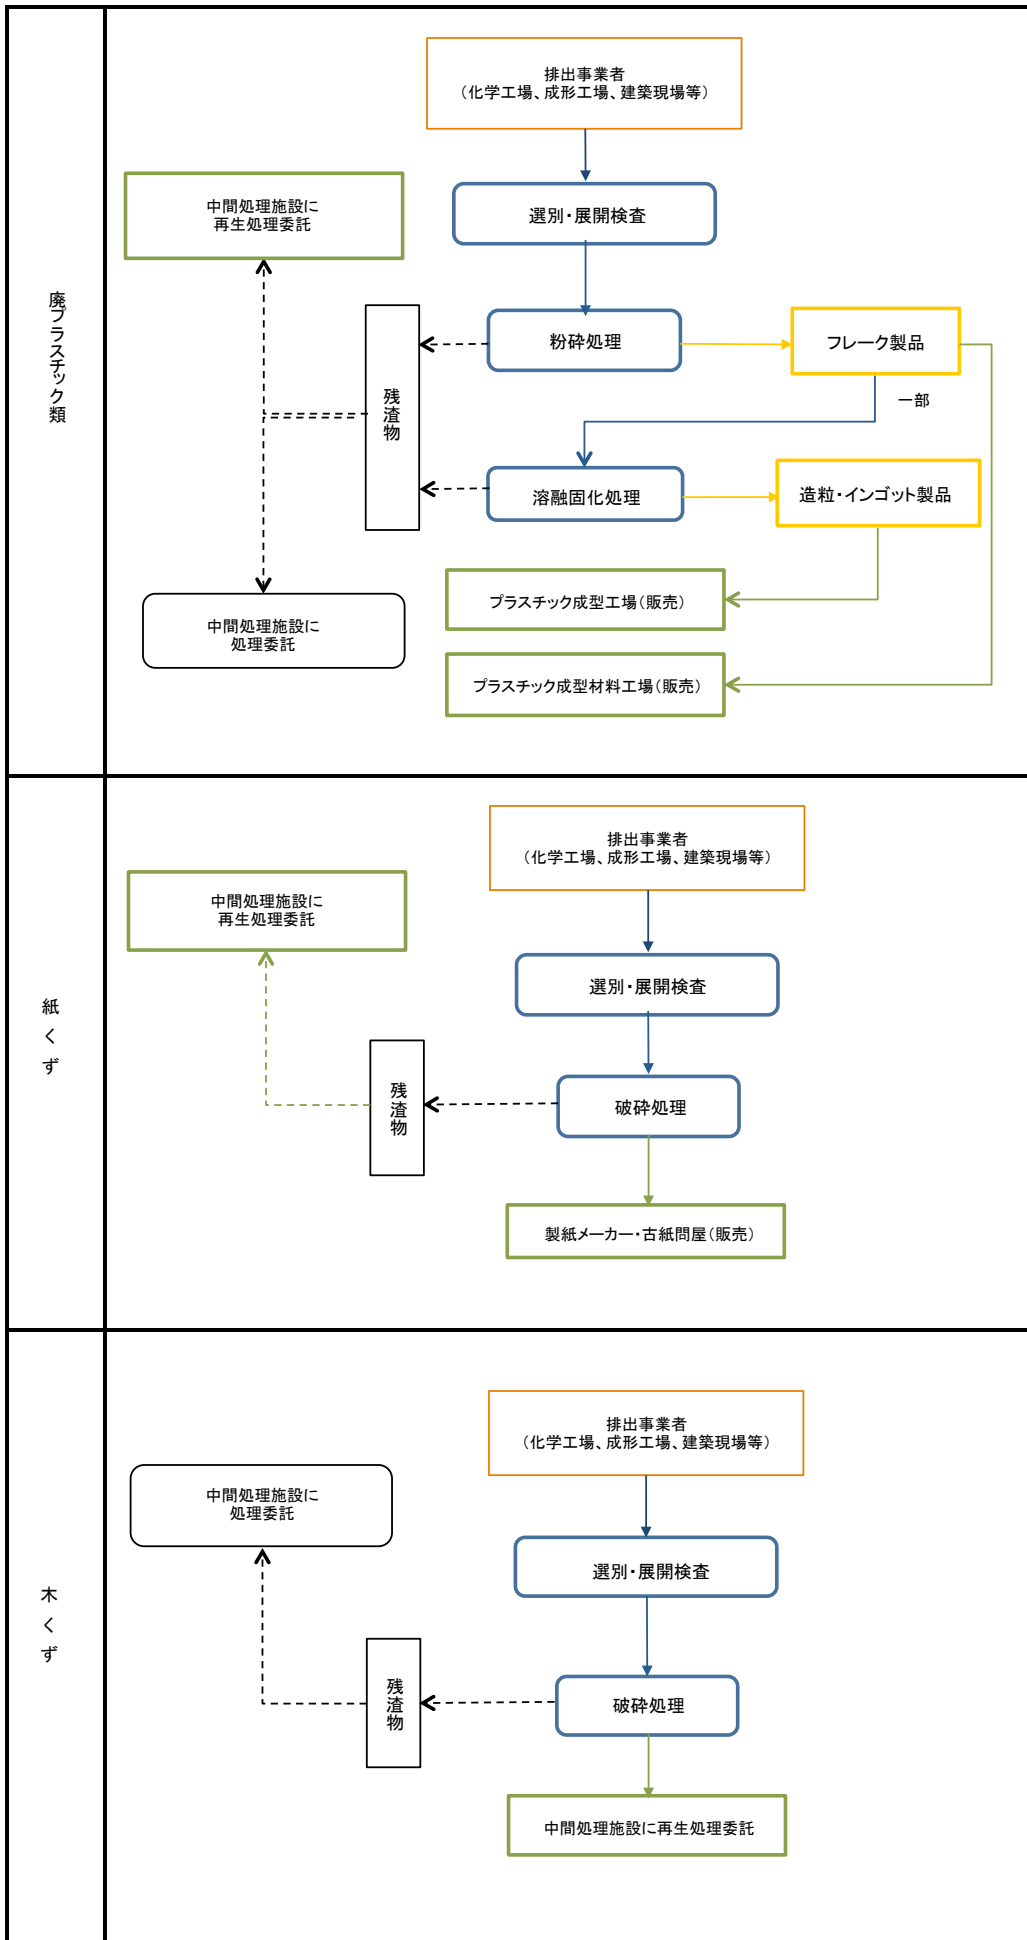 廃プラスチック類
排出事業者
（化学工場、成形工場、建築現場等）
中間処理施設に
再生処理委託
選別・展開検査
粉砕処理
フレーク製品
残渣物
一部
溶融固化処理
造粒・インゴット製品
プラスチック成型工場（販売）
中間処理施設に
処理委託
プラスチック成型材料工場（販売）
紙くず
排出事業者
（化学工場、成形工場、建築現場等）
中間処理施設に
再生処理委託
選別・展開検査
残渣物
破砕処理
製紙メーカー・古紙問屋（販売）
木くず
排出事業者
（化学工場、成形工場、建築現場等）
中間処理施設に
処理委託
選別・展開検査
残渣物
破砕処理
中間処理施設に再生処理委託